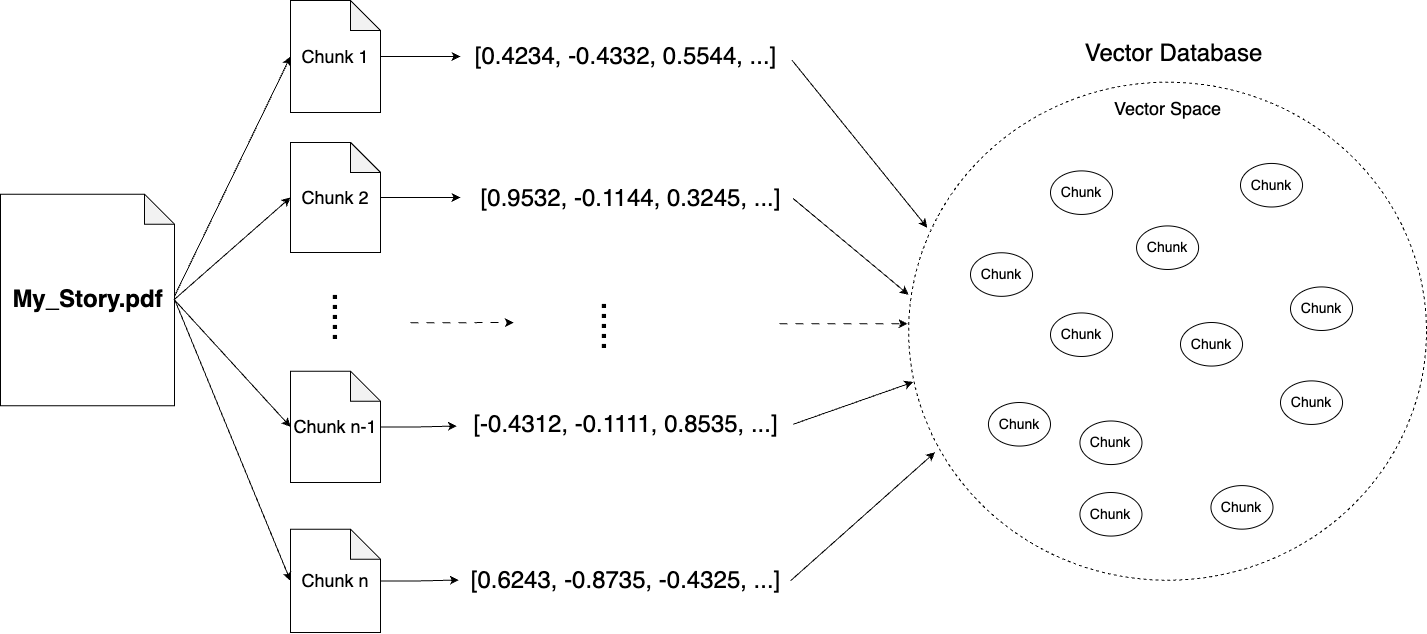 My_Story.pdf
Chunk 1
[0.4234, -0.4332, 0.5544, ...]
Chunk 2
[0.9532, -0.1144, 0.3245, ...]
Chunk n-1
[-0.4312, -0.1111, 0.8535, ...]
Chunk n
[0.6243, -0.8735, -0.4325, ...]
Vector Database
Vector Space
Chunk
Chunk
Chunk
Chunk
Chunk
Chunk
Chunk
Chunk
Chunk
Chunk
Chunk
Chunk